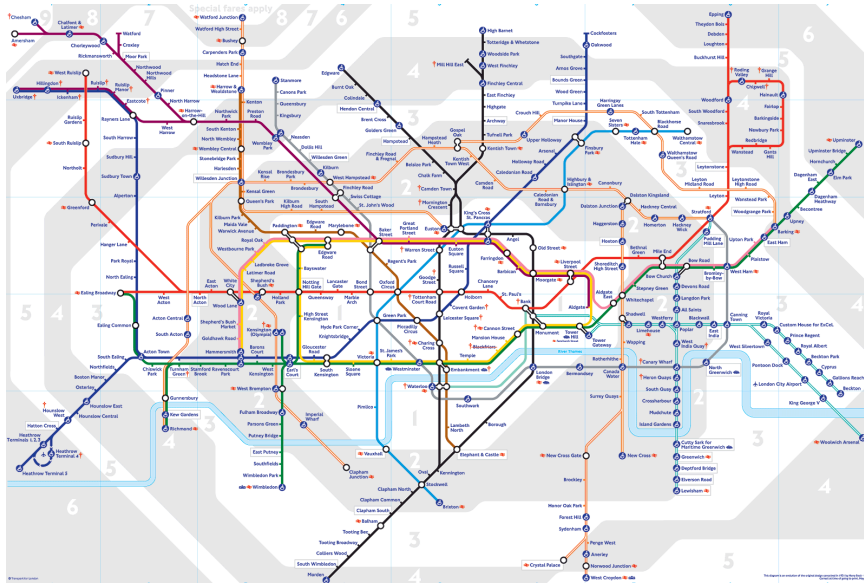 Special fares apply
9
8
7
8
7
6
5
4
3
Chesham
Chalfont &
Latimer
Amersham
Chorleywood
Rickmansworth
Watford
Croxley
Moor Park
Northwood
Northwood
Hills
Pinner
North Harrow
Harrow-
on-the-Hill
West
Harrow
Watford Junction
Watford High Street
Bushey
Carpenders Park
Hatch End
Headstone Lane
Harrow &
Wealdstone
Kenton
Northwick
Park
Preston
Road
South Kenton
North Wembley
Wembley Central
Wembley
Park
Stonebridge Park
Harlesden
Willesden Junction
Kensal Green
Queen's Park
West Ruislip
Hillingdon
Uxbridge
Ickenham
Ruislip
Ruislip
Manor
Eastcote
Rayners Lane
Ruislip
Gardens
South Ruislip
Northolt
Greenford
Perivale
Hanger Lane
South Harrow
Sudbury Hill
Sudbury
Town
Alperton
Park Royal
North Ealing
Ealing Broadway
West
Acton
North
Acton
East
Acton
White
City
Ealing Common
South Ealing
Northfields
Boston Manor
Osterley
Hounslow East
Hounslow Central
Hounslow
West
Hatton Cross
Heathrow
Terminals 1, 2, 3
Heathrow
Terminal 4
Heathrow Terminal 5
Stanmore
Canons Park
Queensbury
Kingsbury
Neasden
Dollis Hill
Willesden Green
Kilburn
West Hampstead
Finchley Road
Swiss Cottage
St. John's Wood
Kensal
Rise
Brondesbury
Park
Brondesbury
Kilburn
High Road
South
Hampstead
Edgware
Burnt Oak
Colindale
Hendon Central
Brent Cross
Golders Green
Hampstead
Hampstead
Heath
Finchley Road
& Frognal
Belsize Park
Chalk Farm
Camden Town
Mornington
Crescent
High Barnet
Totteridge & Whetstone
Woodside Park
West Finchley
Mill Hill East
Finchley Central
East Finchley
Highgate
Archway
Tufnell Park
Gospel
Oak
Kentish Town
Kentish
Town West
Camden
Road
Cockfosters
Oakwood
Southgate
Arnos Grove
Bounds Green
Wood Green
Turnpike Lane
Manor House
Crouch Hill
Harringay
Green Lanes
Seven
Sisters
South Tottenham
Tottenham
Hale
Blackhorse
Road
Walthamstow
Central
Walthamstow
Queen's Road
Upper Holloway
Finsbury
Park
Arsenal
Holloway Road
Caledonian Road
Caledonian
Road &
Barnsbury
Highbury &
Islington
Canonbury
Dalston Kingsland
Dalston Junction
Hackney
Central
Homerton
Hackney
Wick
Haggerston
Hoxton
Shoreditch
High Street
Epping
Theydon Bois
Debden
Loughton
Buckhurst Hill
Roding
Valley
Chigwell
Grange
Hill
Hainault
Fairlop
Barkingside
Newbury Park
Redbridge
Gants
Hill
Wanstead
Woodford
South Woodford
Snaresbrook
Leytonstone
Leyton
Midland Road
Leytonstone
High Road
Leyton
Wanstead Park
Woodgrange Park
Stratford
Pudding
Mill Lane
Upminster
Upminster Bridge
Hornchurch
Elm Park
Dagenham
East
Dagenham
Heathway
Becontree
Upney
Barking
East Ham
Upton Park
Plaistow
West Ham
Bromley-
by-Bow
Bow Road
Bow Church
Mile End
Bethnal
Green
Stepney Green
Whitechapel
Aldgate
East
Aldgate
Liverpool
Street
Moorgate
Old Street
Angel
King's Cross
St. Pancras
Euston
Farringdon
Barbican
Euston
Square
Warren Street
Great
Portland
Street
Baker
Street
Regent's Park
Marylebone
Edgware
Road
Edgware
Road
Paddington
Kilburn Park
Maida Vale
Warwick Avenue
Royal Oak
Westbourne Park
Ladbroke Grove
Latimer Road
Shepherd's
Bush
Wood Lane
Shepherd's Bush
Market
Goldhawk Road
Hammersmith
Holland
Park
Notting
Hill Gate
Bayswater
Queensway
Lancaster
Gate
Marble
Arch
Bond
Street
Oxford
Circus
Goodge
Street
Russell
Square
Tottenham
Court Road
Holborn
Chancery
Lane
St. Paul's
Bank
Covent Garden
Leicester Square
Piccadilly
Circus
Green Park
Hyde Park Corner
Knightsbridge
High Street
Kensington
Kensington
(Olympia)
Barons
Court
West
Kensington
Earl's
Court
Gloucester
Road
South
Kensington
Sloane
Square
Victoria
St. James's
Park
Westminster
Charing
Cross
Embankment
Temple
Blackfriars
Mansion House
Cannon Street
Monument
Tower
Hill
Tower
Gateway
River Thames
Acton Central
South Acton
Acton Town
Chiswick
Park
Turnham
Green
Stamford
Brook
Ravenscourt
Park
Gunnersbury
Kew Gardens
Richmond
West Brompton
Fulham Broadway
Parsons Green
Putney Bridge
East Putney
Southfields
Wimbledon Park
Wimbledon
Imperial
Wharf
Clapham
Junction
Pimlico
Vauxhall
Waterloo
Southwark
Lambeth
North
Elephant & Castle
Borough
London
Bridge
Kennington
Oval
Stockwell
Brixton
Clapham North
Clapham Common
Clapham South
Balham
Tooting Bec
Tooting Broadway
Colliers Wood
South Wimbledon
Morden
Bermondsey
Canada
Water
Rotherhithe
Wapping
Shadwell
Limehouse
Westferry
Poplar
Blackwall
East
India
Canning
Town
Royal
Victoria
Custom House for ExCeL
Prince Regent
Royal Albert
Beckton Park
Cyprus
Gallions Reach
Beckton
West Silvertown
Pontoon Dock
London City Airport
King George V
Woolwich Arsenal
Devons Road
Langdon Park
All Saints
West
India Quay
Canary Wharf
Heron Quays
South Quay
Crossharbour
Mudchute
Island Gardens
Cutty Sark for
Maritime Greenwich
Greenwich
Deptford Bridge
Elverson Road
Lewisham
North
Greenwich
Surrey Quays
New Cross Gate
New Cross
Brockley
Honor Oak Park
Forest Hill
Sydenham
Crystal Palace
Penge West
Anerley
Norwood Junction
West Croydon
5
4
3
2
1
2
3
4
5
6